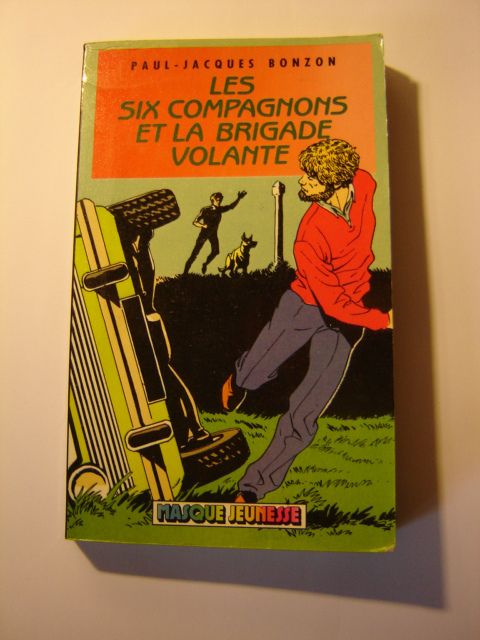 PAUL-JACQUES BONZON
LES
SIX COMPAGNONS
ET LA BRIGADE
VOLANTE
MASQUE JEUNESSE